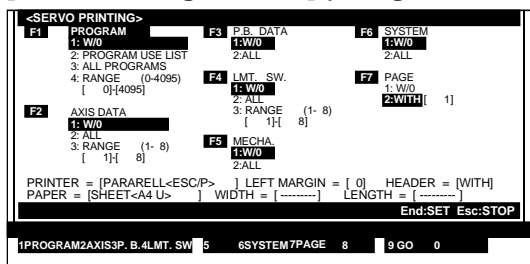 <SERVO PRINTING>
F1 PROGRAM
1: W/0
2: PROGRAM USE LIST
3: ALL PROGRAMS
4: RANGE (0-4095)
[ 0]-[4095]
F2 AXIS DATA
1: W/0
2: ALL
3: RANGE (1- 8)
[ 1]-[ 8]
F3 P.B. DATA
1:W/0
2:ALL
F4 LMT. SW.
1: W/0
2: ALL
3: RANGE (1- 8)
[ 1]-[ 8]
F5 MECHA.
1:W/0
2:ALL
F6 SYSTEM
1:W/0
2:ALL
F7 PAGE
1: W/0
2:WITH[ 1]
PRINTER = [PARARELL<ESC/P> ] LEFT MARGIN = [ 0] HEADER = [WITH]
PAPER = [SHEET<A4 U> ] WIDTH = [---------] LENGTH = [---------]
End:SET Esc:STOP
1PROGRAM2AXIS3P. B.4LMT. SW 5 6SYSTEM7PAGE 8 9 GO 0